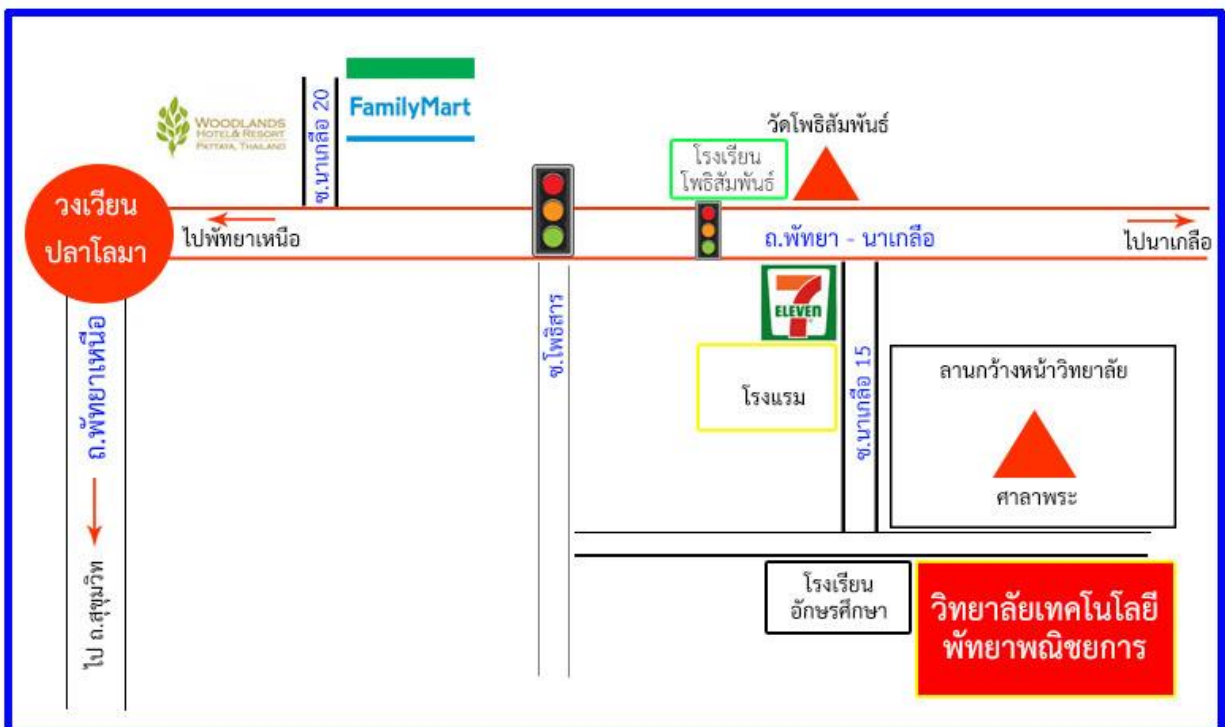 WOODLANDS
HOTEL & RESORT
PATTAYA, THAILAND
ซ.นาเกลือ 20
FamilyMart
วัดโพธิสัมพันธ์
โรงเรียน
โพธิสัมพันธ์
วงเวียน
ปลาโลมา
ไปพัทยาเหนือ
ถ.พัทยา - นาเกลือ
ไปนาเกลือ
7
ELEVEN
ถ.พัทยาเหนือ
ซ.โพธิสาร
โรงแรม
ซ.นาเกลือ 15
ลานกว้างหน้าวิทยาลัย
ศาลาพระ
ไป ถ.สุขุมวิท
โรงเรียน
อักษรศึกษา
วิทยาลัยเทคโนโลยี
พัทยาพณิชยการ